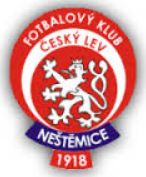 FOTBALOVÝ KLUB
ČESKÝ LEV
NEŠTĚMICE
1918